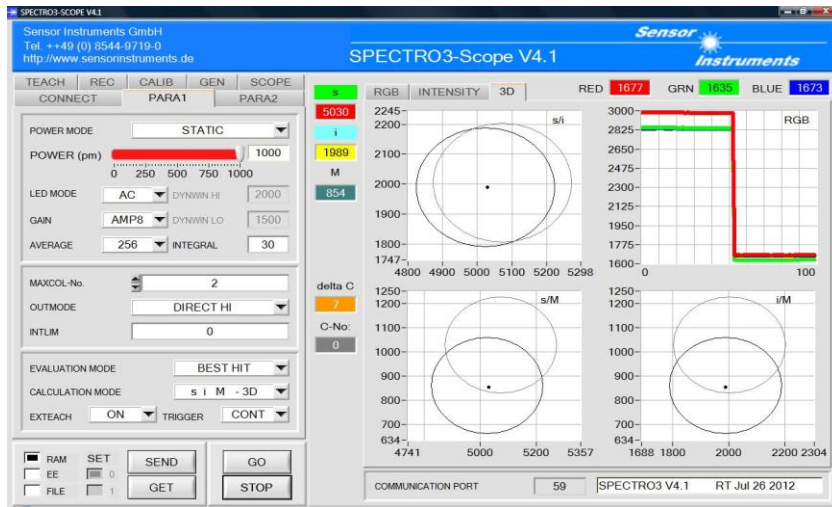 SPECTRO3-SCOPE V4.1
Sensor Instruments GmbH
Tel. ++49 (0) 8544-9719-0
http://www.sensorinstruments.de
SPECTRO3-Scope V4.1
Sensor
Instruments
TEACH REC CALIB GEN SCOPE
CONNECT PARA1 PARA2
POWER MODE STATIC
POWER (pm) 1000
0 250 500 750 1000
LED MODE AC DYNWIN HI 2000
GAIN AMP8 DYNWIN LO 1500
AVERAGE 256 INTEGRAL 30
MAXCOL-No. 2
OUTMODE DIRECT HI
INTLIM 0
EVALUATION MODE BEST HIT
CALCULATION MODE s i M - 3D
EXTEACH ON TRIGGER CONT
RAM SET SEND GO
EE 0
FILE 1 GET STOP
s
5030
i
1989
M
854
delta C
7
C-No:
0
RGB INTENSITY 3D RED 1677 GRN 1635 BLUE 1673
s/i
2245
2200
2100
2000
1900
1800
1747
4800 4900 5000 5100 5200 5298
RGB
3000
2825
2650
2475
2300
2125
1950
1775
1600
0 100
s/M
1250
1200
1100
1000
900
800
700
634
4741 5000 5200 5357
i/M
1250
1200
1100
1000
900
800
700
634
1688 1800 2000 2200 2304
COMMUNICATION PORT 59 SPECTRO3 V4.1 RT Jul 26 2012